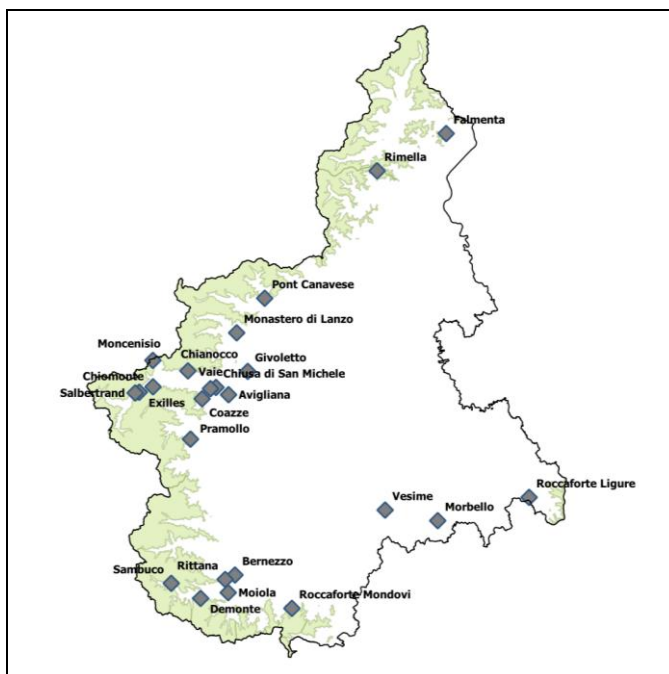 Falmenta
Rimella
Pont Canavese
Monastero di Lanzo
Moncenisio
Chianocco
Givoletto
Chiomonte
Vaie
Chiusa di San Michele
Salbertrand
Exilles
Avigliana
Coazze
Pramollo
Roccaforte Ligure
Vesime
Morbello
Bernezzo
Rittana
Sambuco
Moiola
Demonte
Roccaforte Mondovi